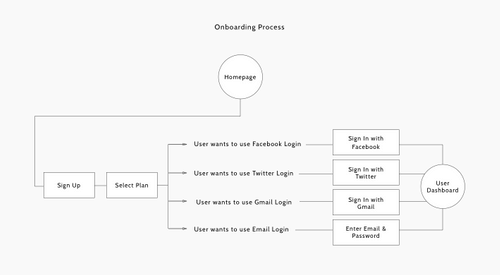 Onboarding Process
Homepage
Sign Up
Select Plan
User wants to use Facebook Login
Sign In with
Facebook
User wants to use Twitter Login
Sign In with
Twitter
User wants to use Gmail Login
Sign In with
Gmail
User wants to use Email Login
Enter Email &
Password
User
Dashboard